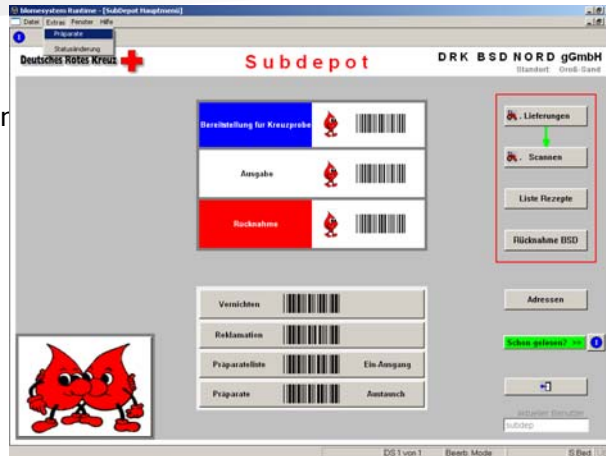 blomesystem Runtime - [SubDepot Hauptmenü]
Datei Extras Fenster Hilfe
Präparate
Statusänderung
Deutsches Rotes Kreuz
Subdepot
DRK BSD NORD gGmbH
Standort Groß-Sand
r
Bereitstellung für Kreuzprobe
Ausgabe
Rücknahme
. Lieferungen
. Scannen
Liste Rezepte
Rücknahme BSD
Vernichten
Reklamation
Präparateliste Ein-Ausgang
Präparate Austausch
Adressen
Schon gelesen? >>
Aktueller Benutzer
subdep
DS 1 von 1 Bearb. Mode S.Bed